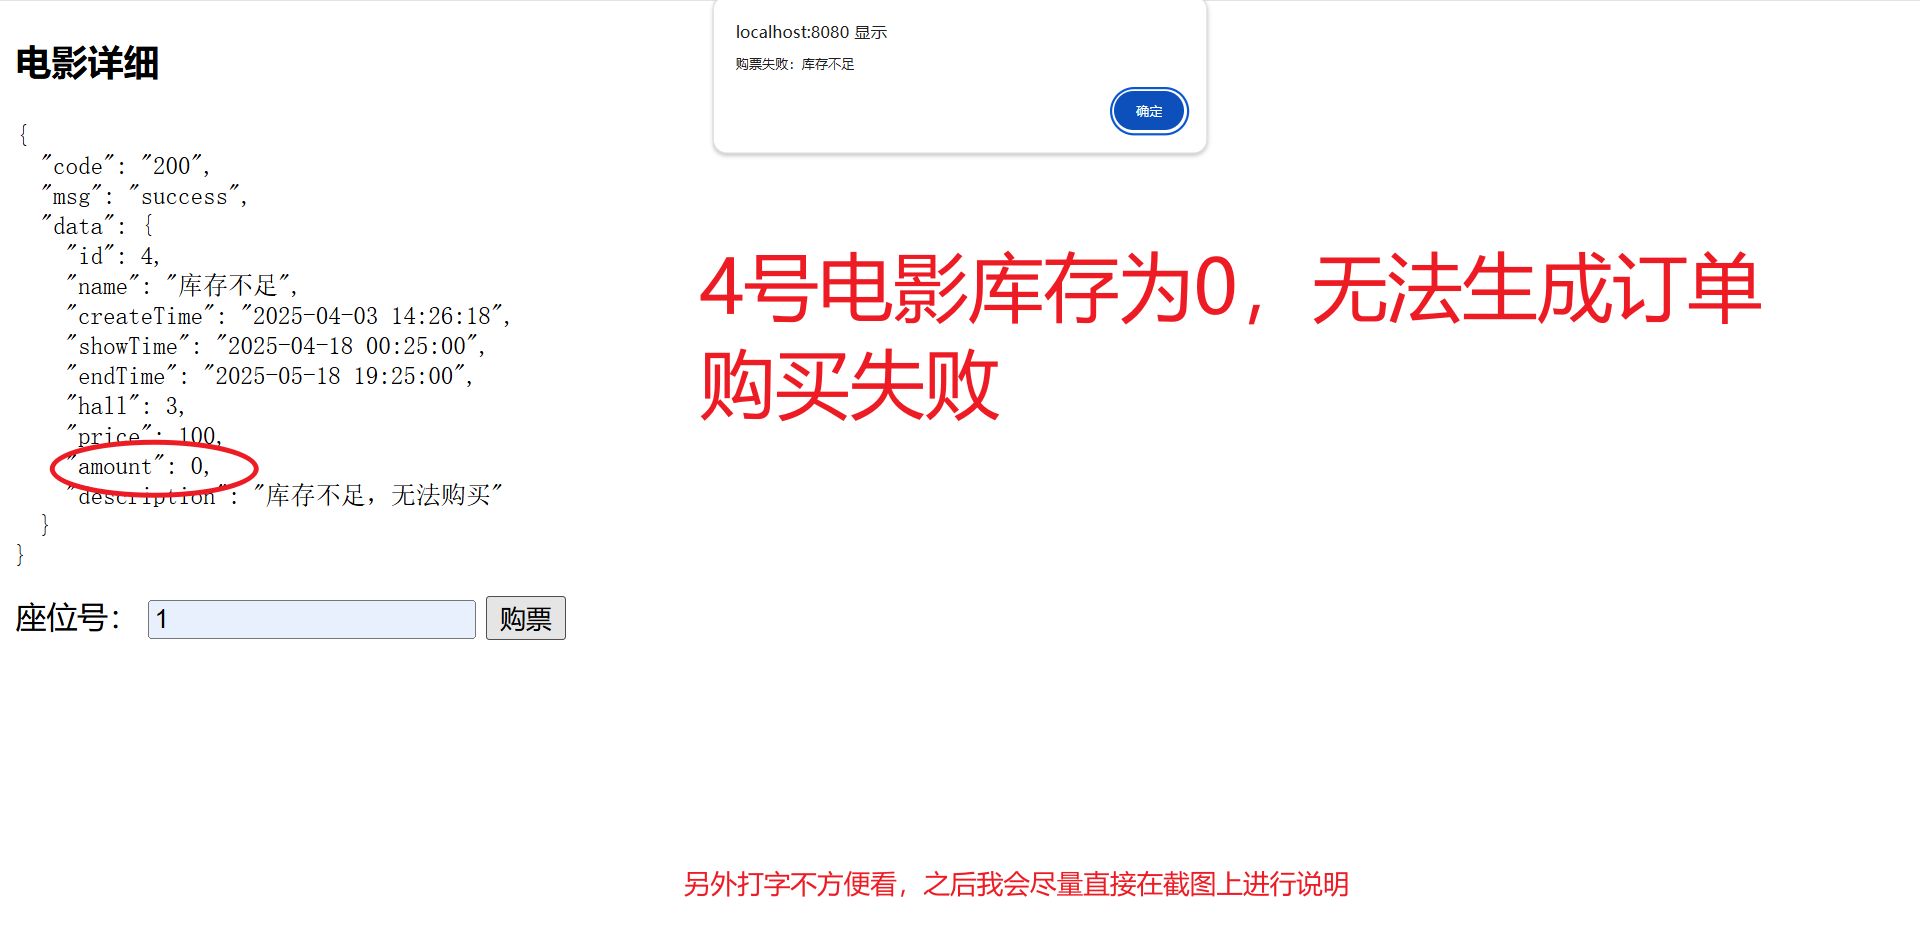 localhost:8080 显示
购票失败：库存不足
确定
电影详细
{
  "code": "200",
  "msg": "success",
  "data": {
    "id": 4,
    "name": "库存不足",
    "createTime": "2025-04-03 14:26:18",
    "showTime": "2025-04-18 00:25:00",
    "endTime": "2025-05-18 19:25:00",
    "hall": 3,
    "price": 100,
    "amount": 0,
    "description": "库存不足，无法购买"
  }
}
座位号： 1 购票
4号电影库存为0，无法生成订单
购买失败
另外打字不方便看，之后我会尽量直接在截图上进行说明